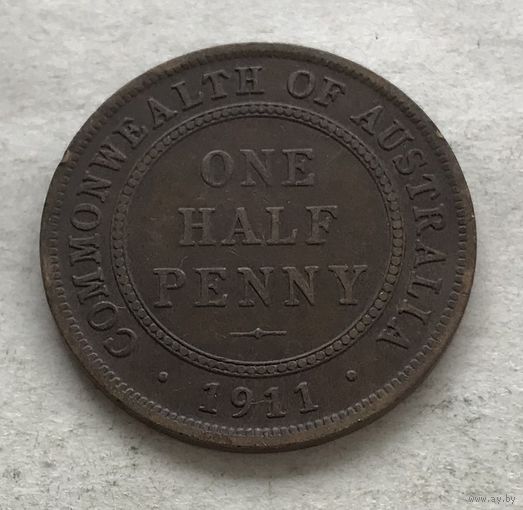 COMMONWEALTH OF AUSTRALIA
ONE
HALF
PENNY
· 1911 ·
www.ay.by